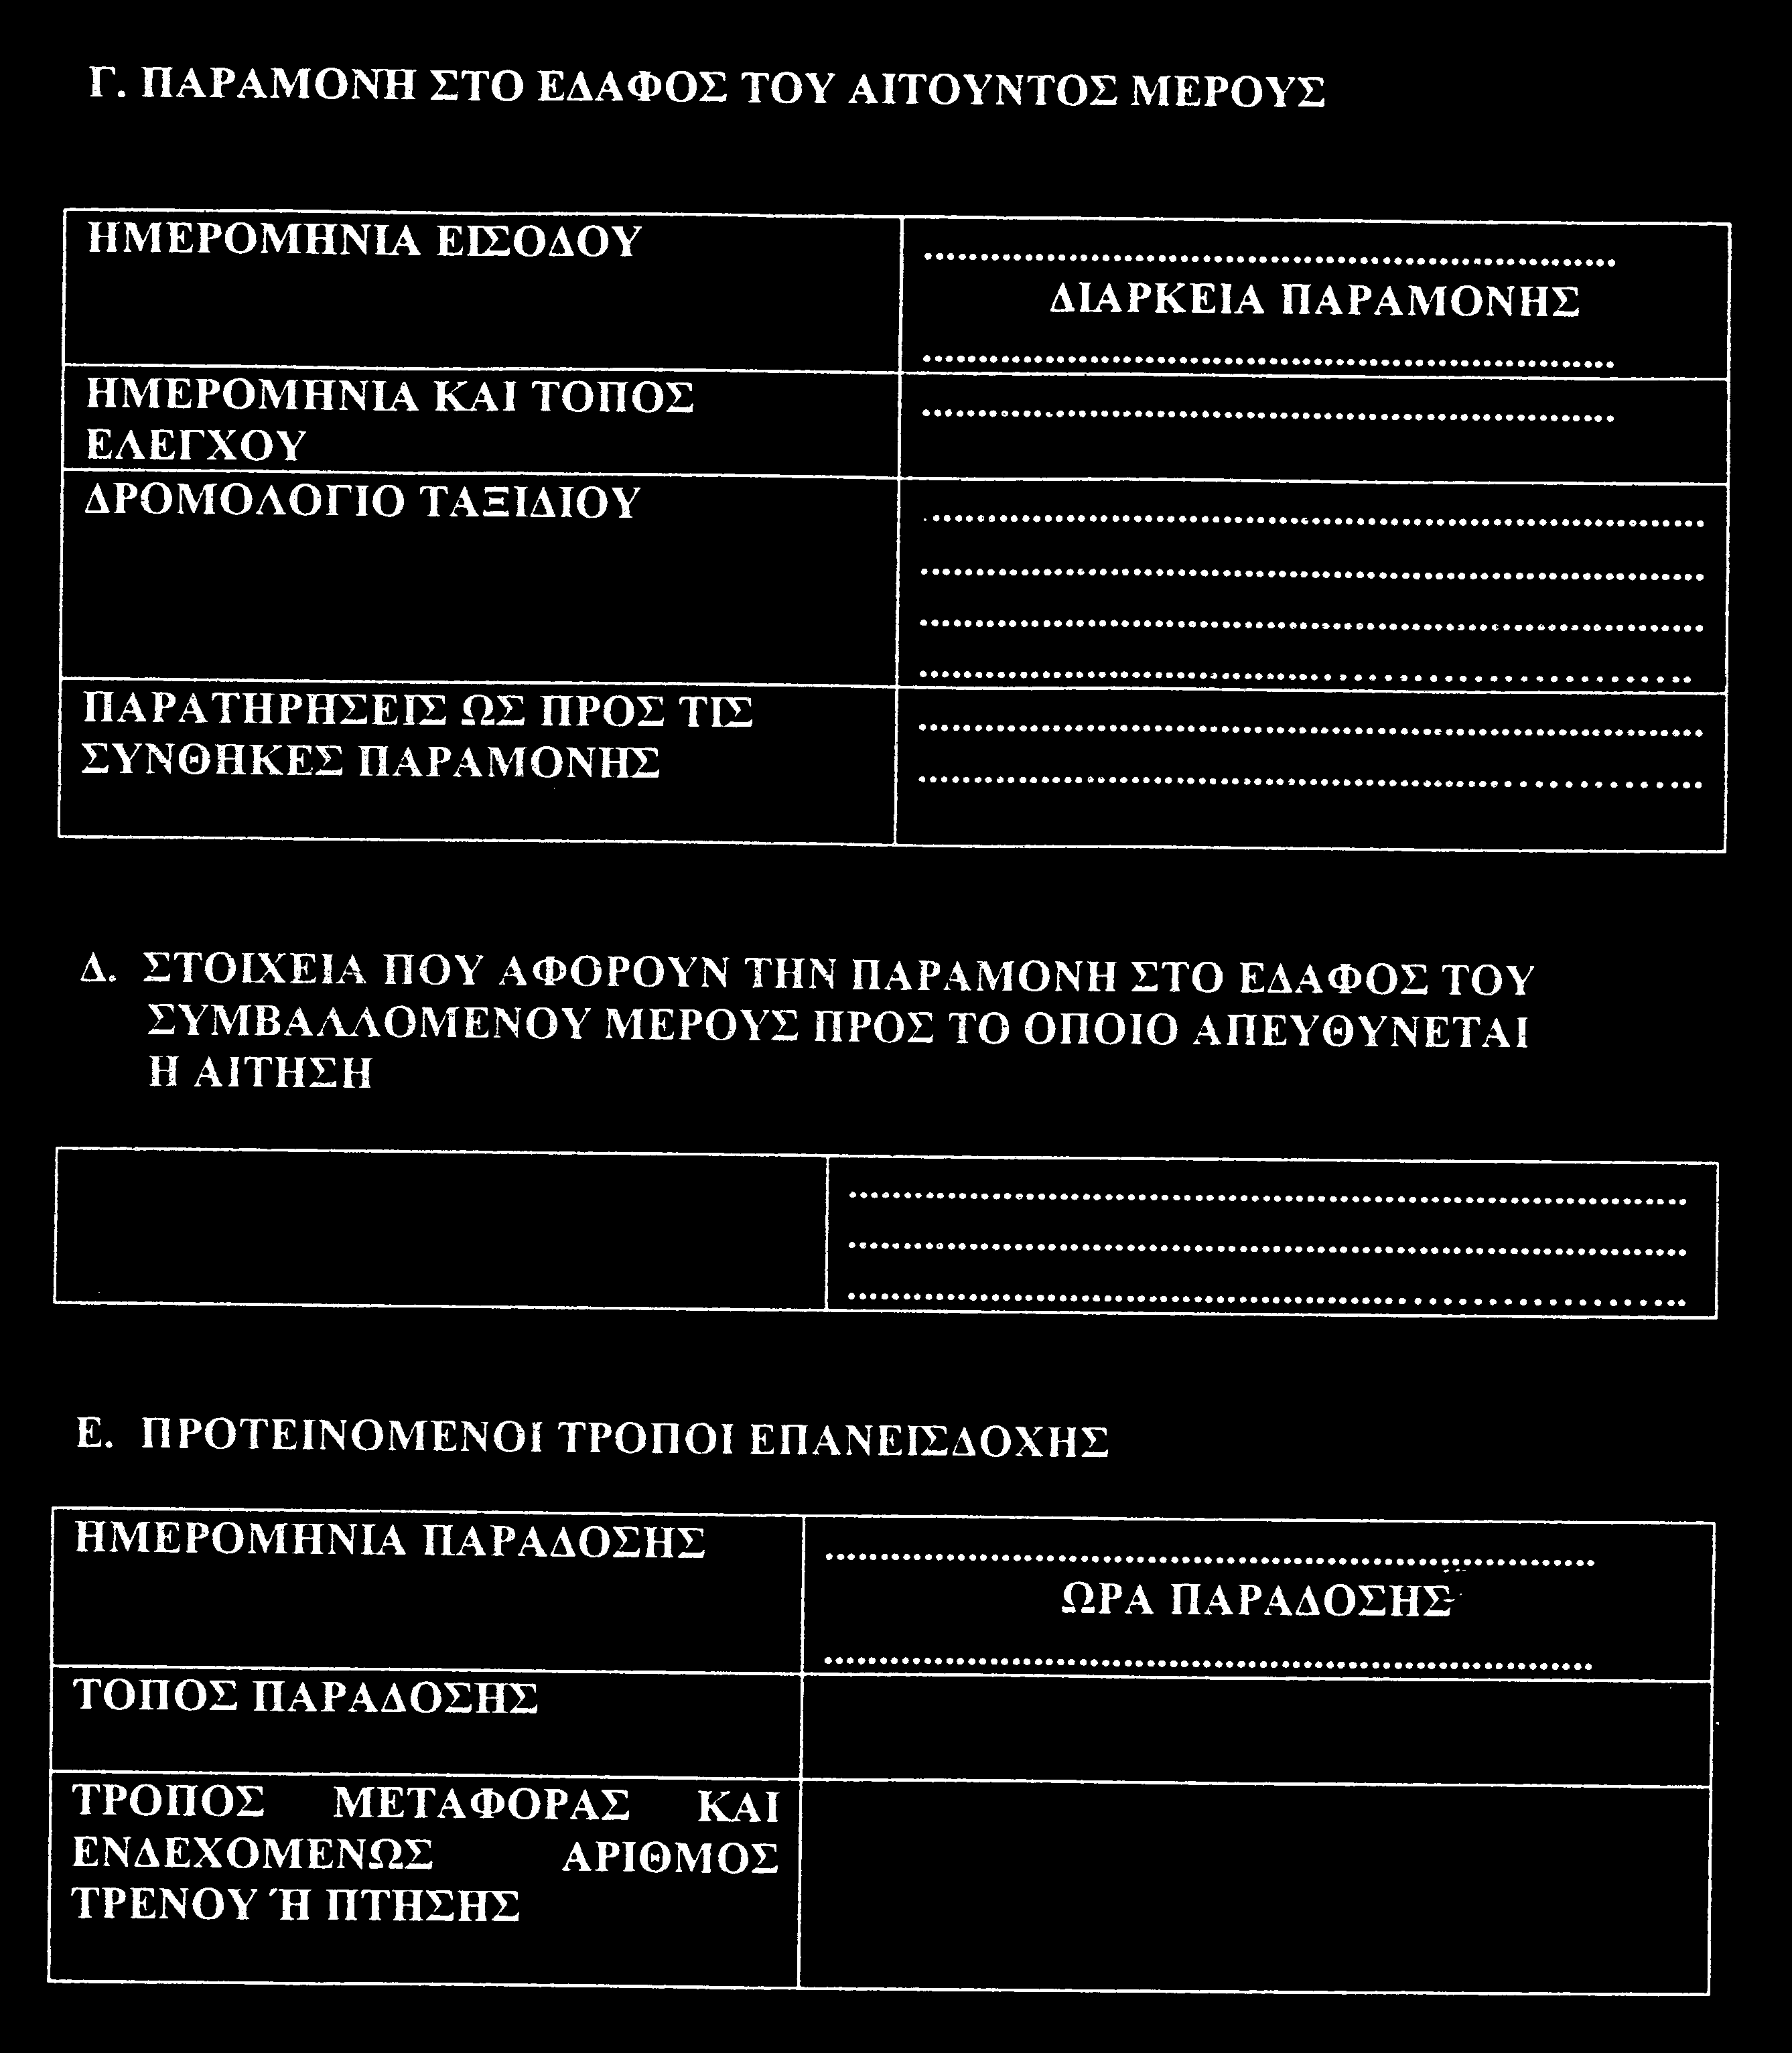 Γ. ΠΑΡΑΜΟΝΗ ΣΤΟ ΕΔΑΦΟΣ ΤΟΥ ΑΙΤΟΥΝΤΟΣ ΜΕΡΟΥΣ
ΗΜΕΡΟΜΗΝΙΑ ΕΙΣΟΔΟΥ
ΔΙΑΡΚΕΙΑ ΠΑΡΑΜΟΝΗΣ
ΗΜΕΡΟΜΗΝΙΑ ΚΑΙ ΤΟΠΟΣ
ΕΛΕΓΧΟΥ
ΔΡΟΜΟΛΟΓΙΟ ΤΑΞΙΔΙΟΥ
ΠΑΡΑΤΗΡΗΣΕΙΣ ΩΣ ΠΡΟΣ ΤΙΣ
ΣΥΝΘΗΚΕΣ ΠΑΡΑΜΟΝΗΣ
Δ. ΣΤΟΙΧΕΙΑ ΠΟΥ ΑΦΟΡΟΥΝ ΤΗΝ ΠΑΡΑΜΟΝΗ ΣΤΟ ΕΔΑΦΟΣ ΤΟΥ
ΣΥΜΒΑΛΛΟΜΕΝΟΥ ΜΕΡΟΥΣ ΠΡΟΣ ΤΟ ΟΠΟΙΟ ΑΠΕΥΘΥΝΕΤΑΙ
Η ΑΙΤΗΣΗ
Ε. ΠΡΟΤΕΙΝΟΜΕΝΟΙ ΤΡΟΠΟΙ ΕΠΑΝΕΙΣΔΟΧΗΣ
ΗΜΕΡΟΜΗΝΙΑ ΠΑΡΑΔΟΣΗΣ
ΩΡΑ ΠΑΡΑΔΟΣΗΣ
ΤΟΠΟΣ ΠΑΡΑΔΟΣΗΣ
ΤΡΟΠΟΣ ΜΕΤΑΦΟΡΑΣ ΚΑΙ
ΕΝΔΕΧΟΜΕΝΩΣ ΑΡΙΘΜΟΣ
ΤΡΕΝΟΥ Ή ΠΤΗΣΗΣ